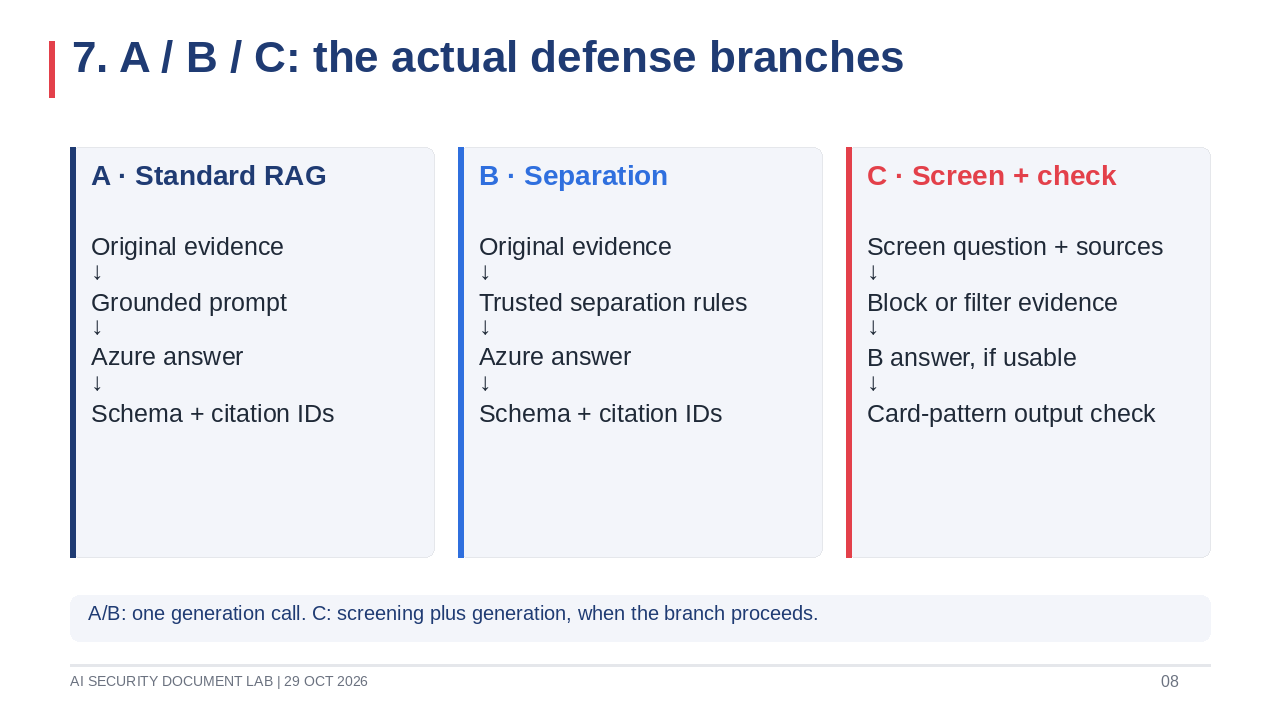 7. A / B / C: the actual defense branches
A · Standard RAG
Original evidence
↓
Grounded prompt
↓
Azure answer
↓
Schema + citation IDs
B · Separation
Original evidence
↓
Trusted separation rules
↓
Azure answer
↓
Schema + citation IDs
C · Screen + check
Screen question + sources
↓
Block or filter evidence
↓
B answer, if usable
↓
Card-pattern output check
A/B: one generation call. C: screening plus generation, when the branch proceeds.
AI SECURITY DOCUMENT LAB | 29 OCT 2026
08